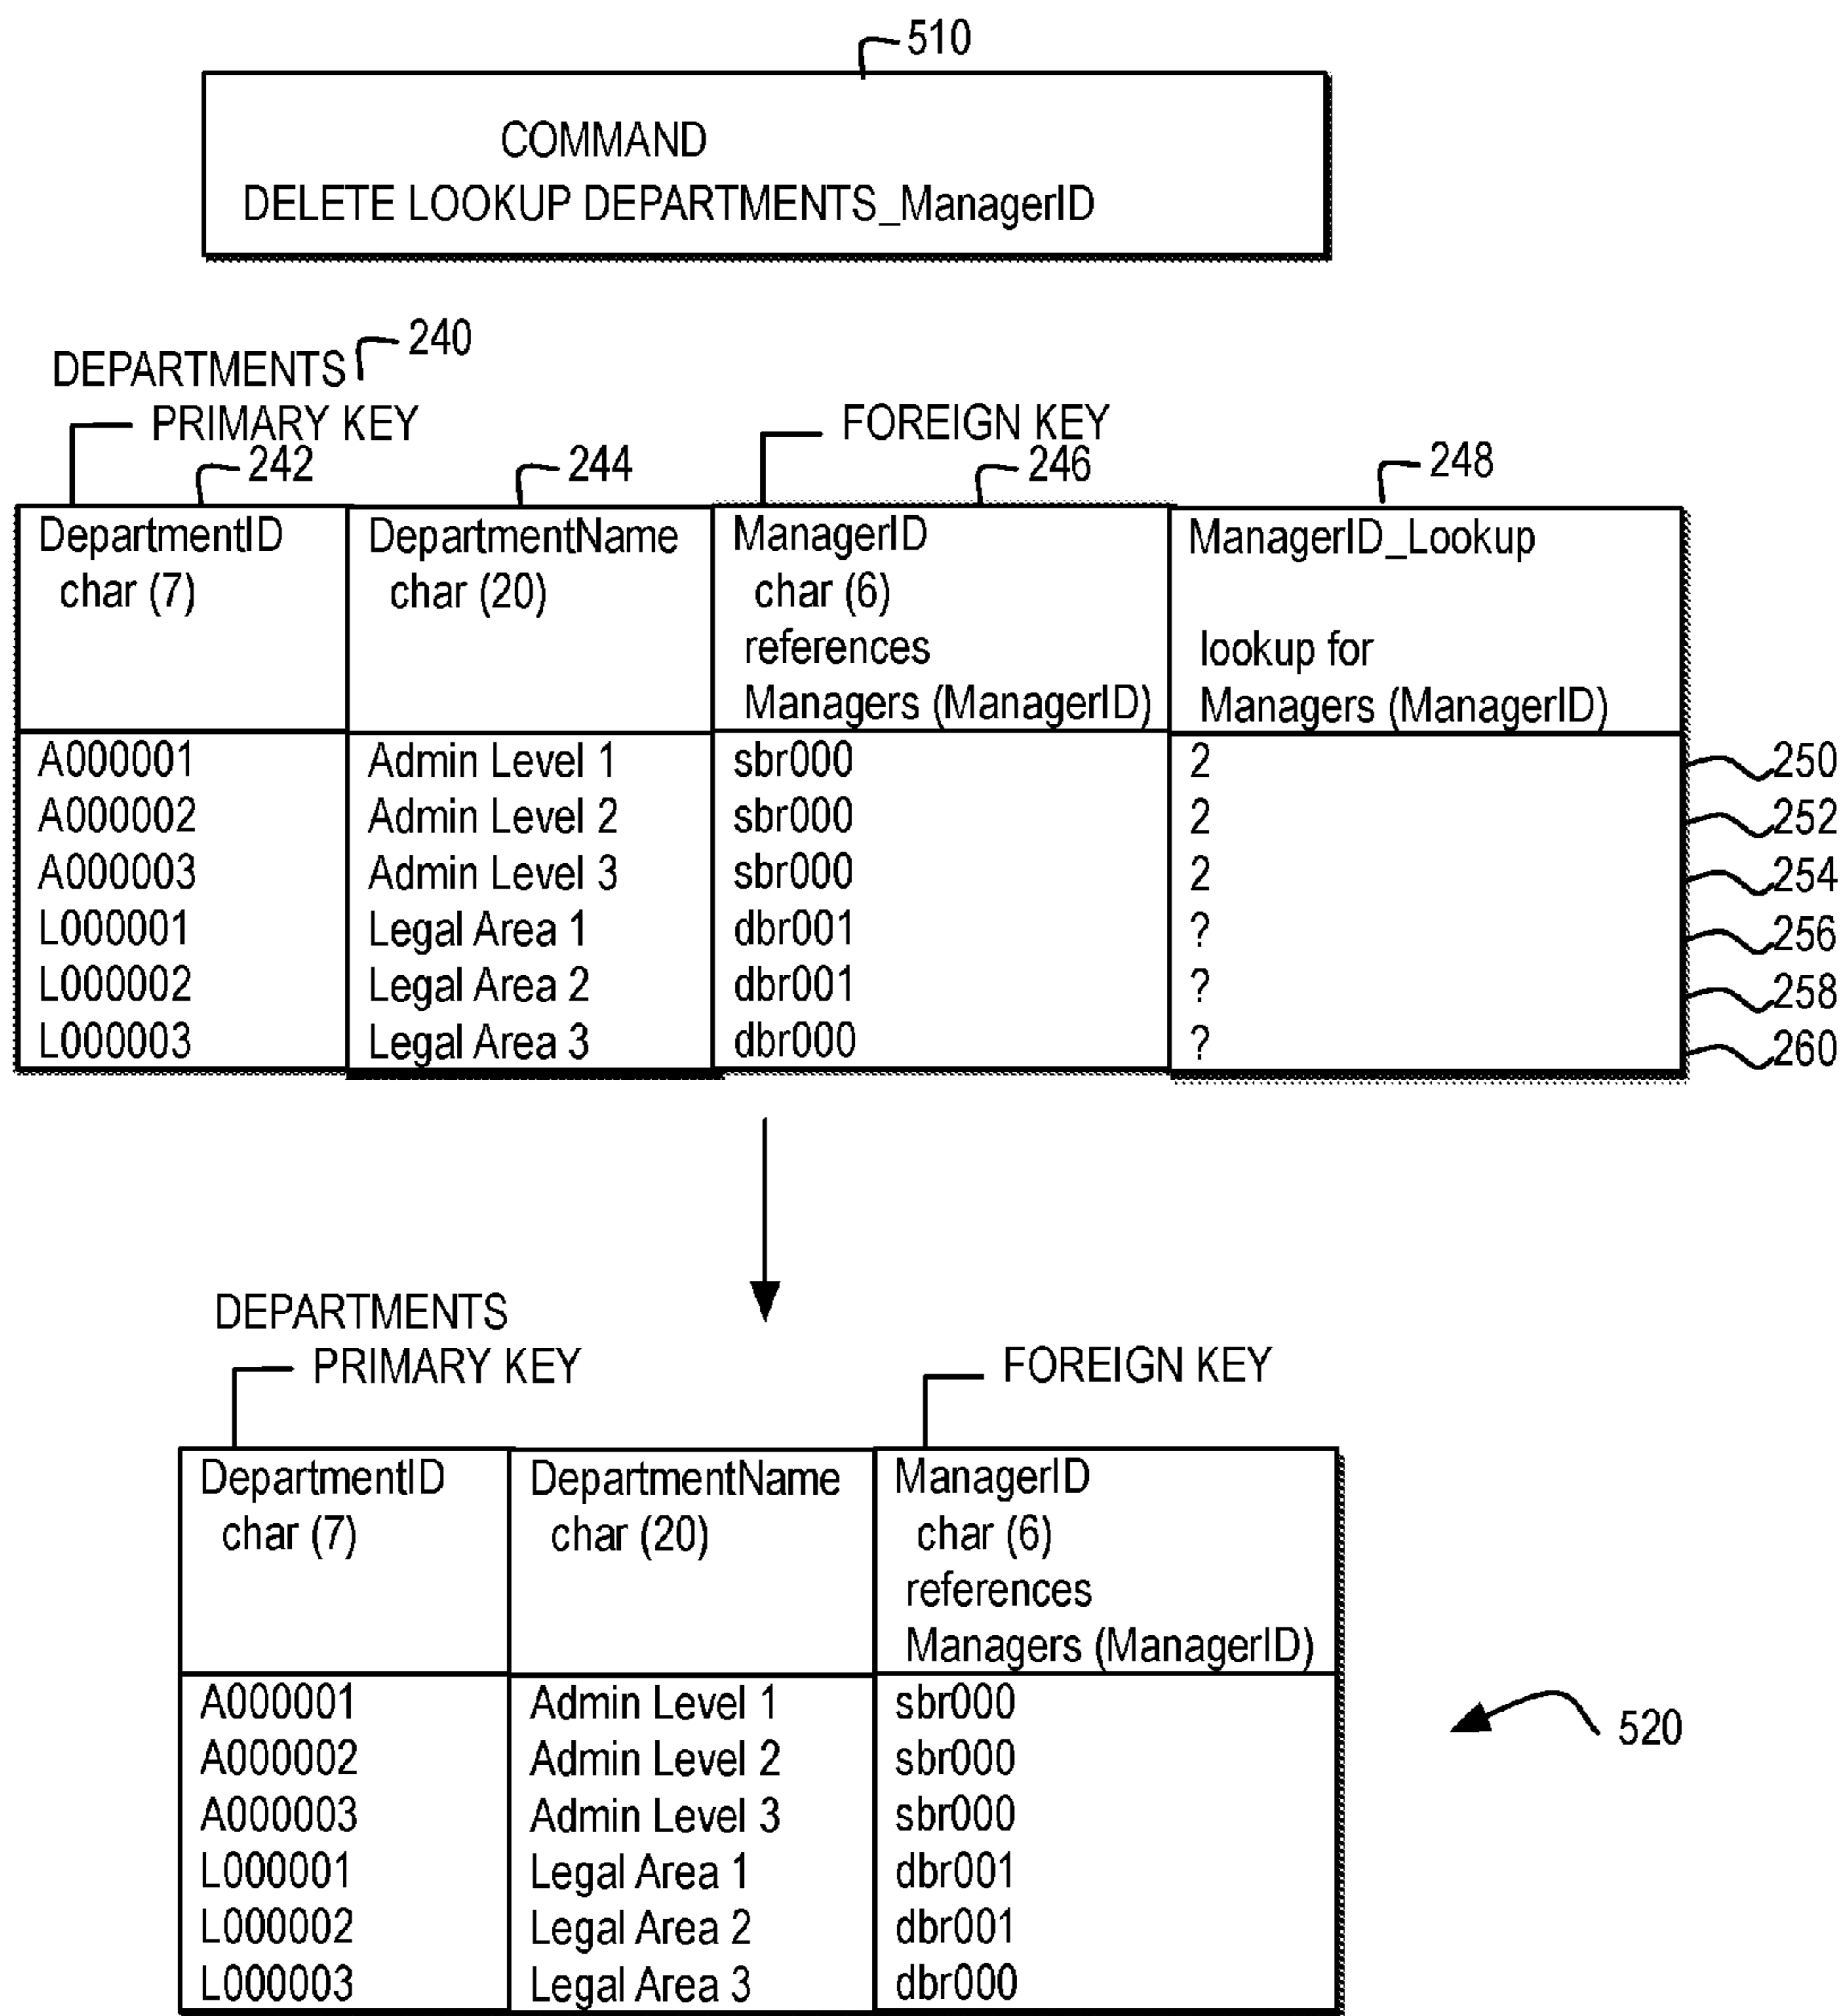 510
COMMAND
DELETE LOOKUP DEPARTMENTS_ManagerID
DEPARTMENTS 240
PRIMARY KEY FOREIGN KEY
242 244 246 248
DepartmentID DepartmentName ManagerID ManagerID_Lookup
char (7) char (20) char (6)
references lookup for
Managers (ManagerID) Managers (ManagerID)
A000001 Admin Level 1 sbr000 2 250
A000002 Admin Level 2 sbr000 2 252
A000003 Admin Level 3 sbr000 2 254
L000001 Legal Area 1 dbr001 ? 256
L000002 Legal Area 2 dbr001 ? 258
L000003 Legal Area 3 dbr000 ? 260
DEPARTMENTS
PRIMARY KEY FOREIGN KEY
DepartmentID DepartmentName ManagerID
char (7) char (20) char (6)
references
Managers (ManagerID)
A000001 Admin Level 1 sbr000
A000002 Admin Level 2 sbr000
A000003 Admin Level 3 sbr000
L000001 Legal Area 1 dbr001
L000002 Legal Area 2 dbr001
L000003 Legal Area 3 dbr000
520